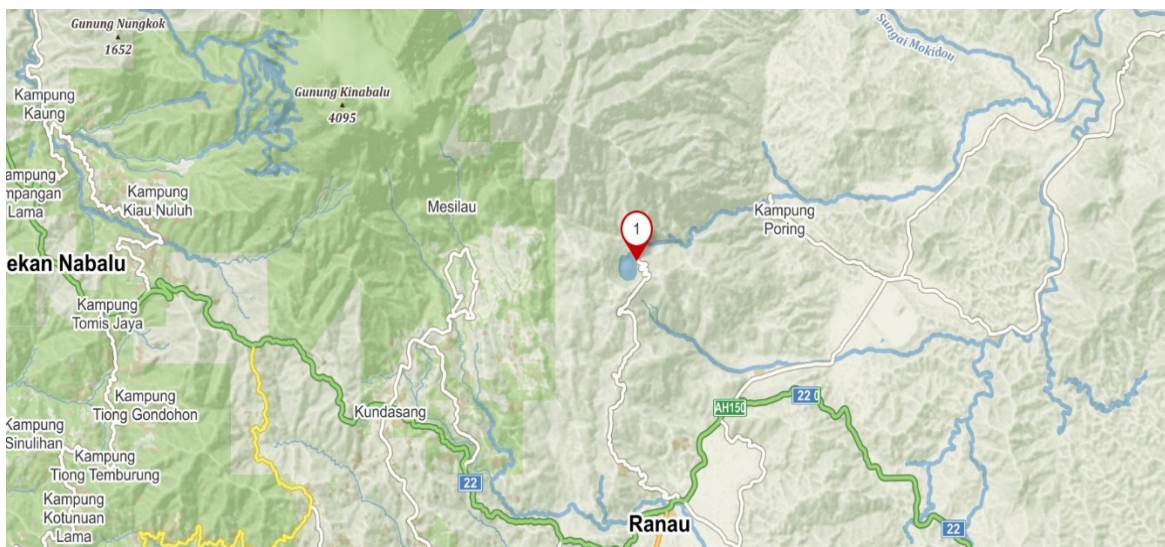 Gunung Nungkok
1652
Sungai Mokidou
Gunung Kinabalu
4095
Kampung
Kaung
ampung
mpangan
Lama
Kampung
Kiau Nuluh
Mesilau
1
Kampung
Poring
ekan Nabalu
Kampung
Tomis Jaya
Kampung
Tiong Gondohon
Kundasang
AH150
22
Kampung
Sinulihan
Kampung
Tiong Temburung
22
Kampung
Kotunuan
Lama
Ranau
22